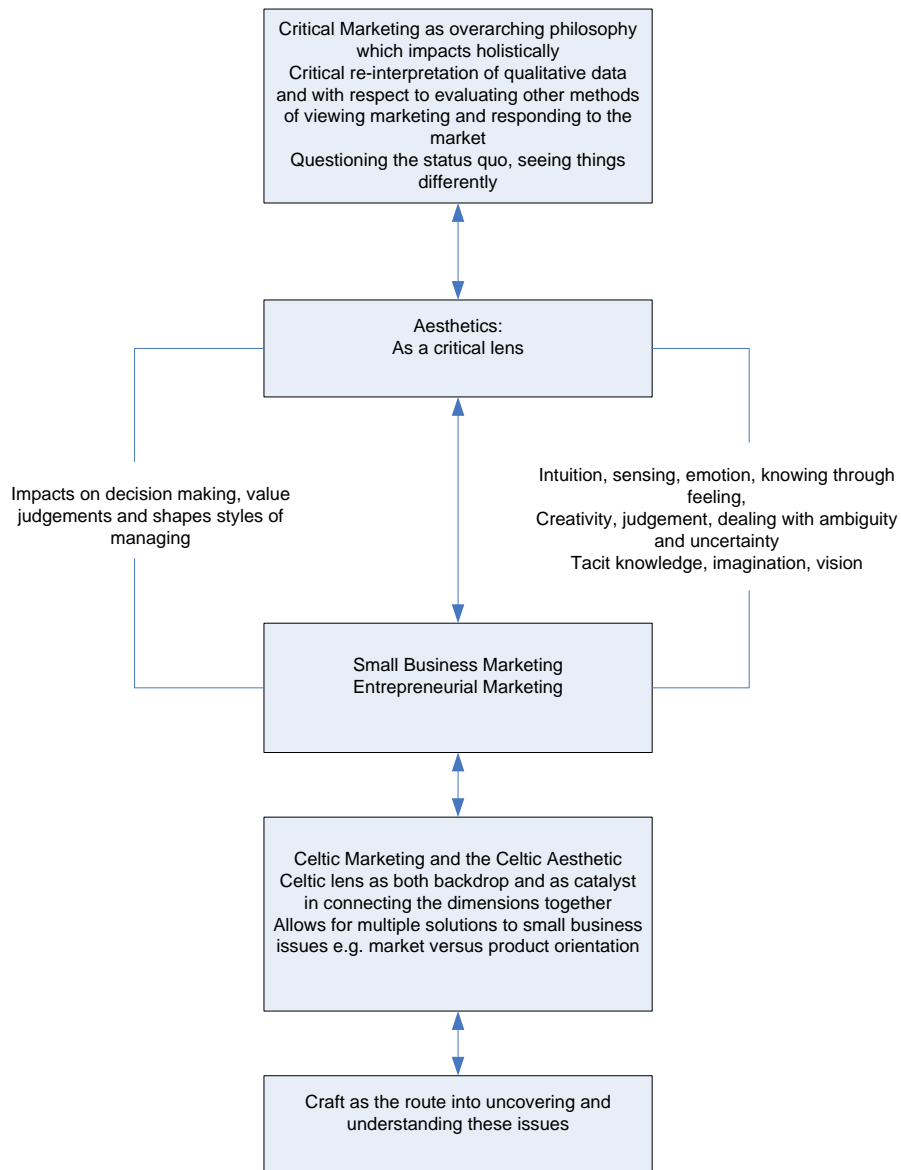 Critical Marketing as overarching philosophy
which impacts holistically
Critical re-interpretation of qualitative data
and with respect to evaluating other methods
of viewing marketing and responding to the
market
Questioning the status quo, seeing things
differently
Aesthetics:
As a critical lens
Impacts on decision making, value
judgements and shapes styles of
managing
Intuition, sensing, emotion, knowing through
feeling,
Creativity, judgement, dealing with ambiguity
and uncertainty
Tacit knowledge, imagination, vision
Small Business Marketing
Entrepreneurial Marketing
Celtic Marketing and the Celtic Aesthetic
Celtic lens as both backdrop and as catalyst
in connecting the dimensions together
Allows for multiple solutions to small business
issues e.g. market versus product orientation
Craft as the route into uncovering and
understanding these issues